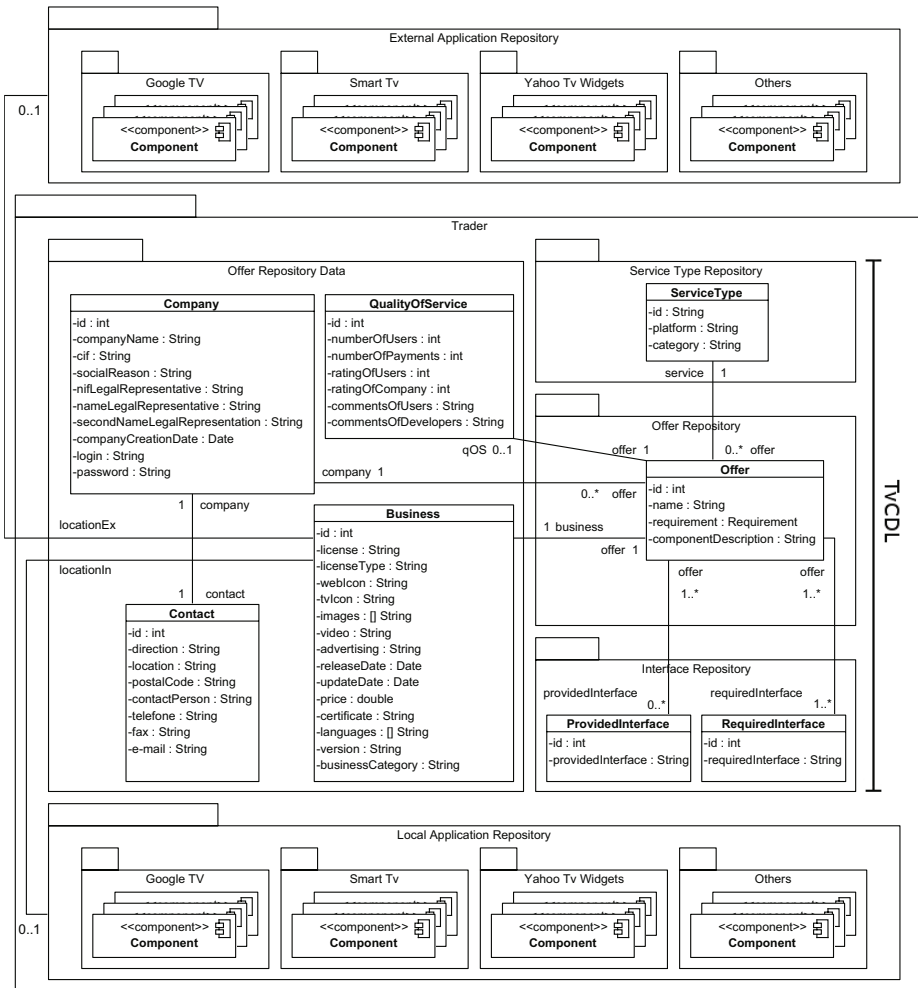 External Application Repository
Google TV
Smart Tv
Yahoo Tv Widgets
Others
<<component>>
Component
<<component>>
Component
<<component>>
Component
<<component>>
Component
0..1
Trader
Offer Repository Data
Company
-id : int
-companyName : String
-cif : String
-socialReason : String
-nifLegalRepresentative : String
-nameLegalRepresentative : String
-secondNameLegalRepresentation : String
-companyCreationDate : Date
-login : String
-password : String
QualityOfService
-id : int
-numberOfUsers : int
-numberOfPayments : int
-ratingOfUsers : int
-ratingOfCompany : int
-commentsOfUsers : String
-commentsOfDevelopers : String
Service Type Repository
ServiceType
-id : String
-platform : String
-category : String
service 1
Offer Repository
qOS 0..1
offer 1
0..* offer
company 1
0..* offer
Offer
-id : int
-name : String
-requirement : Requirement
-componentDescription : String
TvCDL
1 company
locationEx
locationIn
1 business
offer 1
offer
1..*
offer
1..*
1 contact
Contact
-id : int
-direction : String
-location : String
-postalCode : String
-contactPerson : String
-telefone : String
-fax : String
-e-mail : String
Business
-id : int
-license : String
-licenseType : String
-webIcon : String
-tvIcon : String
-images : [] String
-video : String
-advertising : String
-releaseDate : Date
-updateDate : Date
-price : double
-certificate : String
-languages : [] String
-version : String
-businessCategory : String
Interface Repository
providedInterface
0..*
requiredInterface
1..*
ProvidedInterface
-id : int
-providedInterface : String
RequiredInterface
-id : int
-requiredInterface : String
Local Application Repository
Google TV
Smart Tv
Yahoo Tv Widgets
Others
<<component>>
Component
<<component>>
Component
<<component>>
Component
<<component>>
Component
0..1